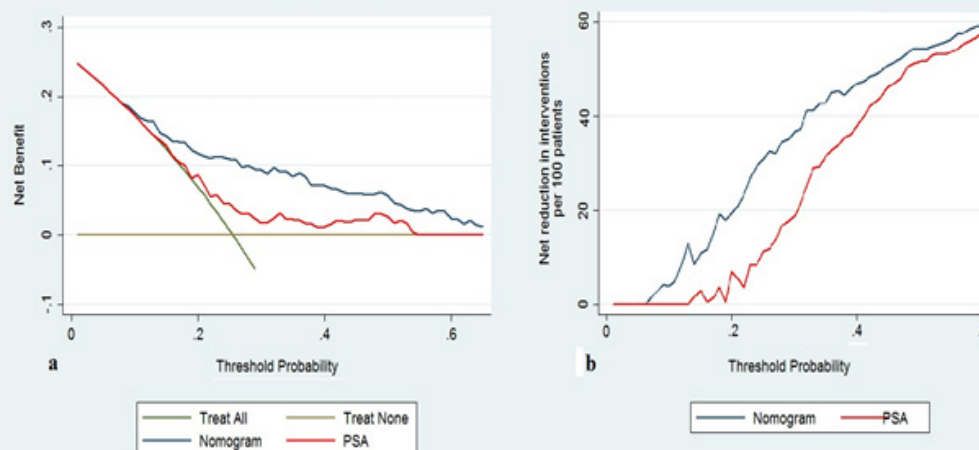 Net Benefit
.3
.2
.1
0
-.1
0
.2
.4
.6
Threshold Probability
a
Treat All
Treat None
Nomogram
PSA
Net reduction in interventions
per 100 patients
60
40
20
0
0
.2
.4
Threshold Probability
b
Nomogram
PSA